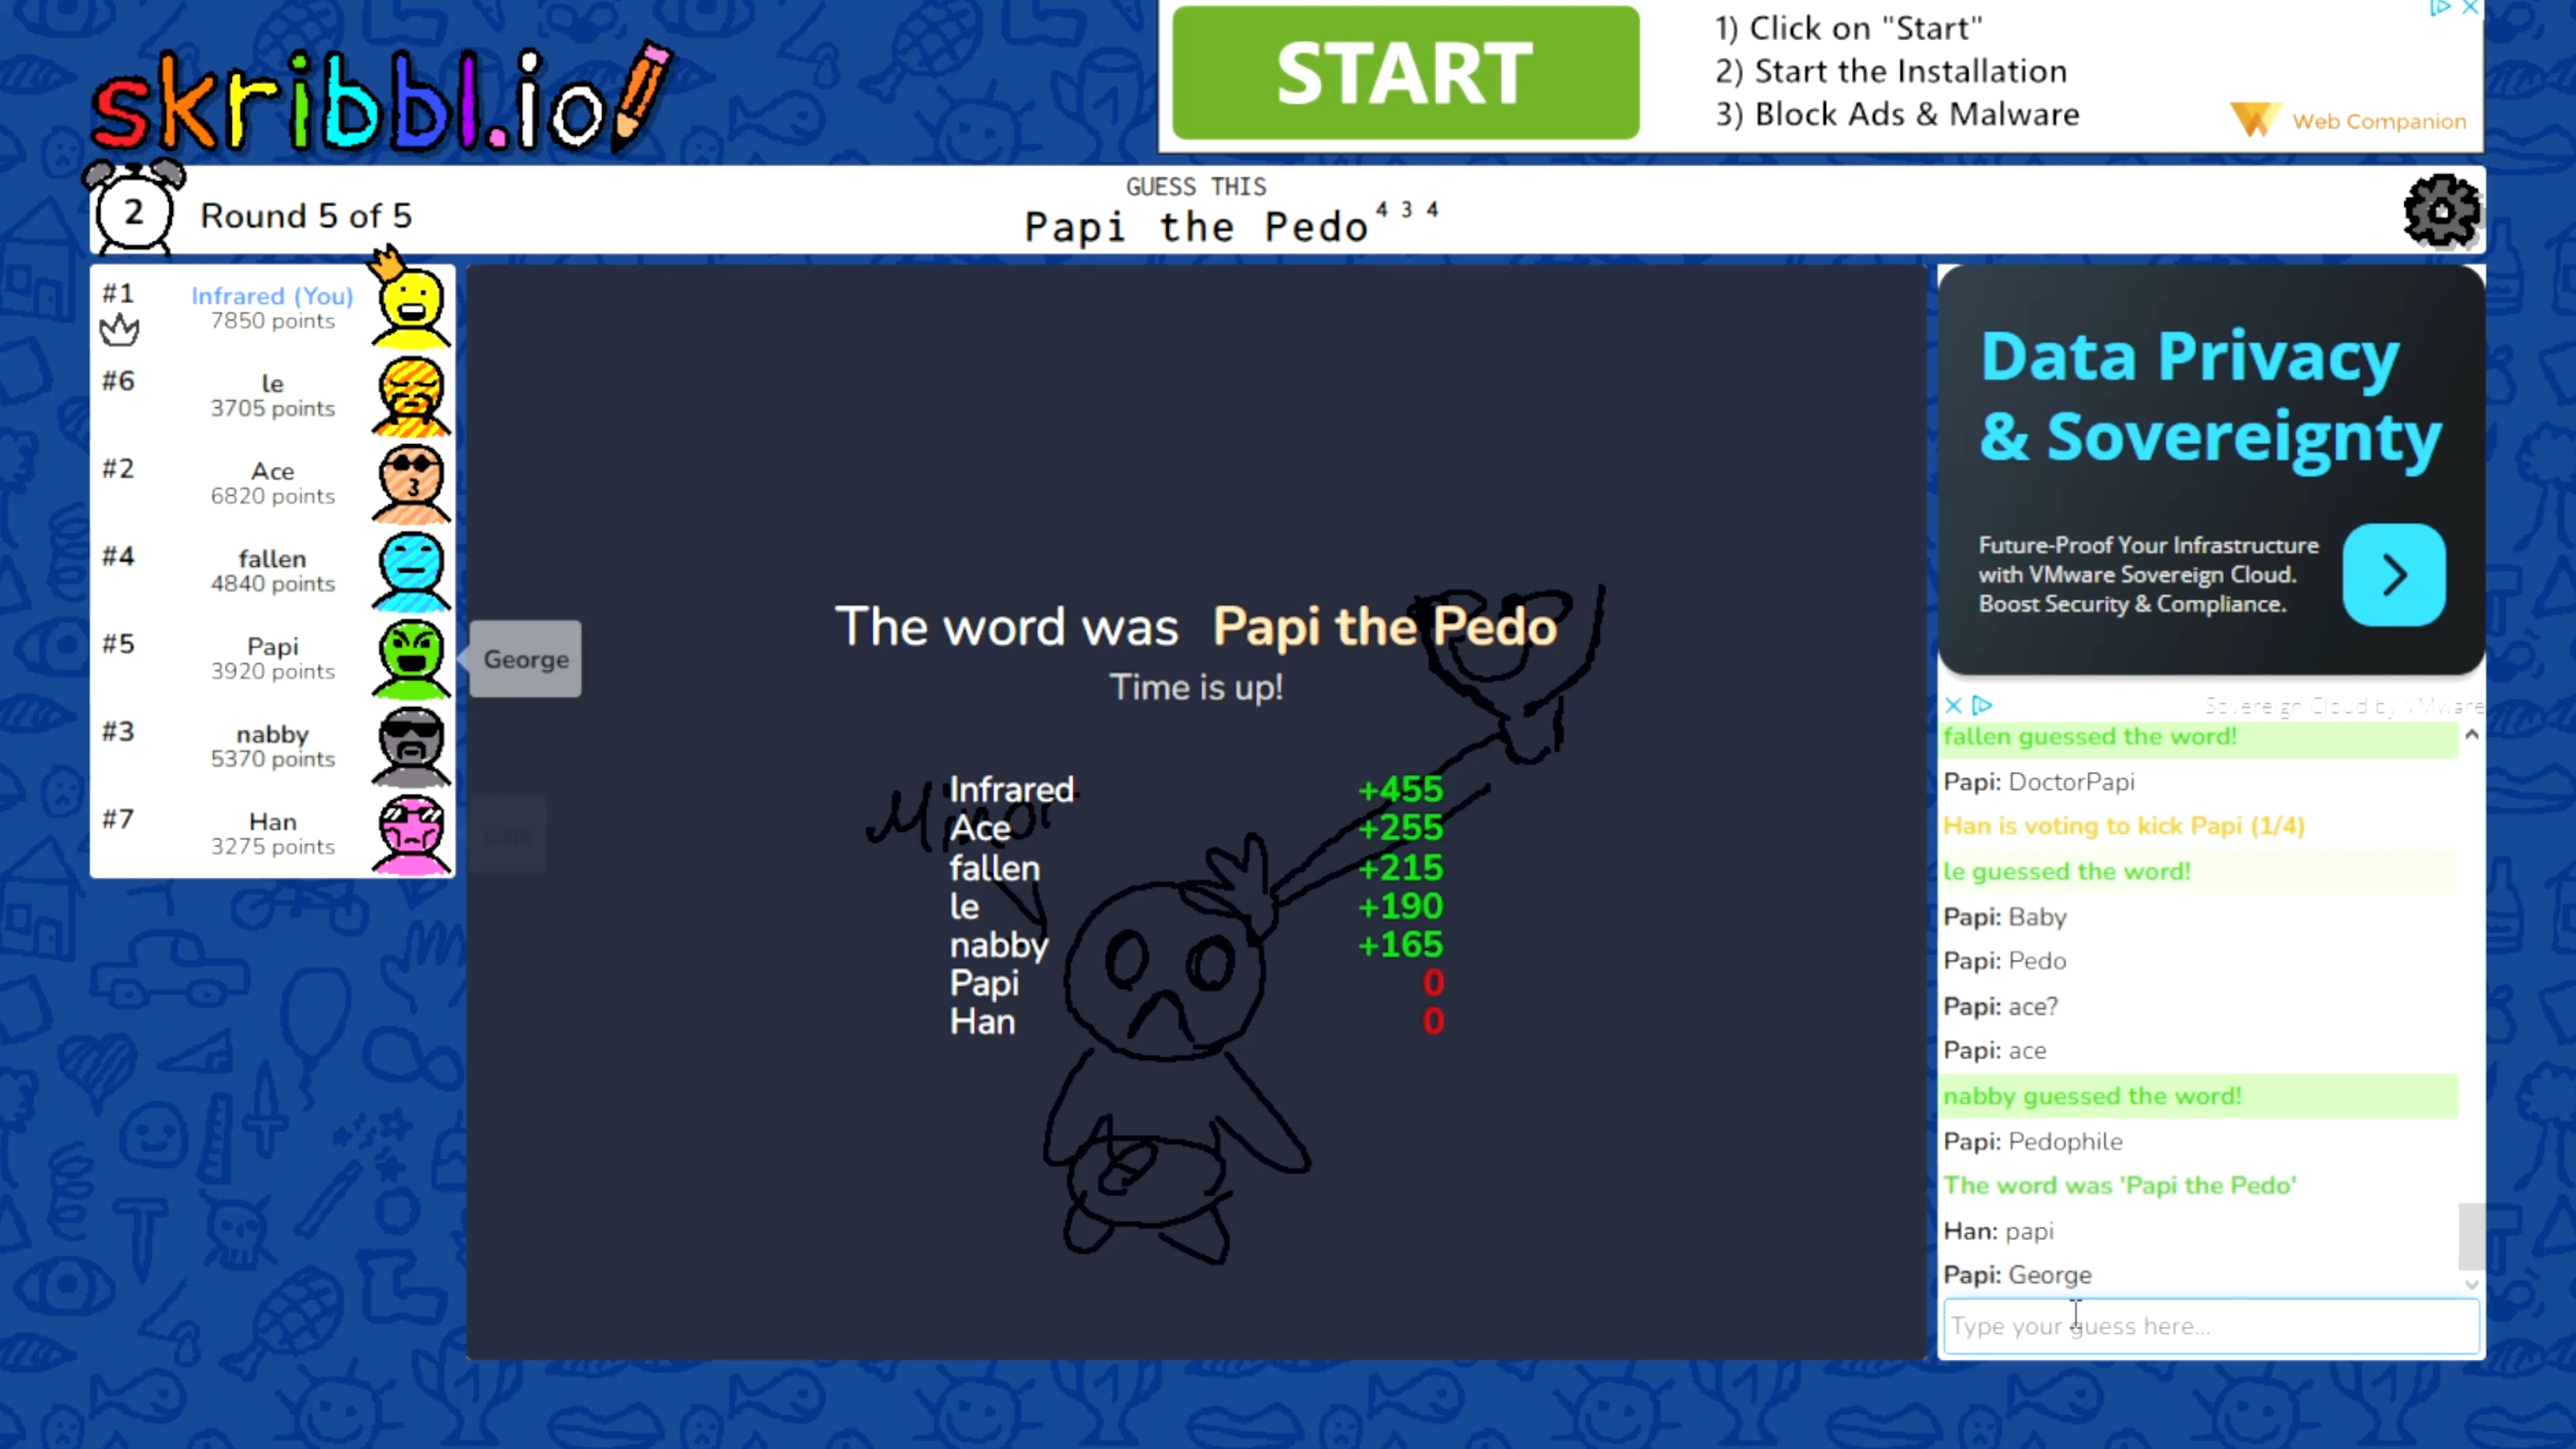 START
1) Click on "Start"
2) Start the Installation
3) Block Ads & Malware
Web Companion
skribbl.io
2
Round 5 of 5
GUESS THIS
Papi the Pedo 4 3 4
#1
Infrared (You)
7850 points
#6
le
3705 points
#2
Ace
6820 points
#4
fallen
4840 points
#5
Papi
3920 points
#3
nabby
5370 points
#7
Han
3275 points
George
papi
The word was Papi the Pedo
Time is up!
Minor
Infrared +455
Ace +255
fallen +215
le +190
nabby +165
Papi 0
Han 0
Data Privacy
& Sovereignty
Future-Proof Your Infrastructure
with VMware Sovereign Cloud.
Boost Security & Compliance.
Sovereign Cloud by VMware
fallen guessed the word!
Papi: DoctorPapi
Han is voting to kick Papi (1/4)
le guessed the word!
Papi: Baby
Papi: Pedo
Papi: ace?
Papi: ace
nabby guessed the word!
Papi: Pedophile
The word was 'Papi the Pedo'
Han: papi
Papi: George
Type your guess here...